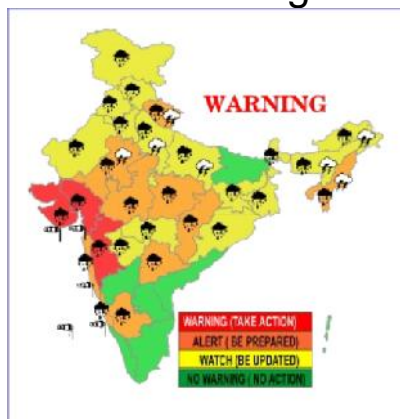 WARNING
WARNING (TAKE ACTION)
ALERT ( BE PREPARED)
WATCH (BE UPDATED)
NO WARNING ( NO ACTION)